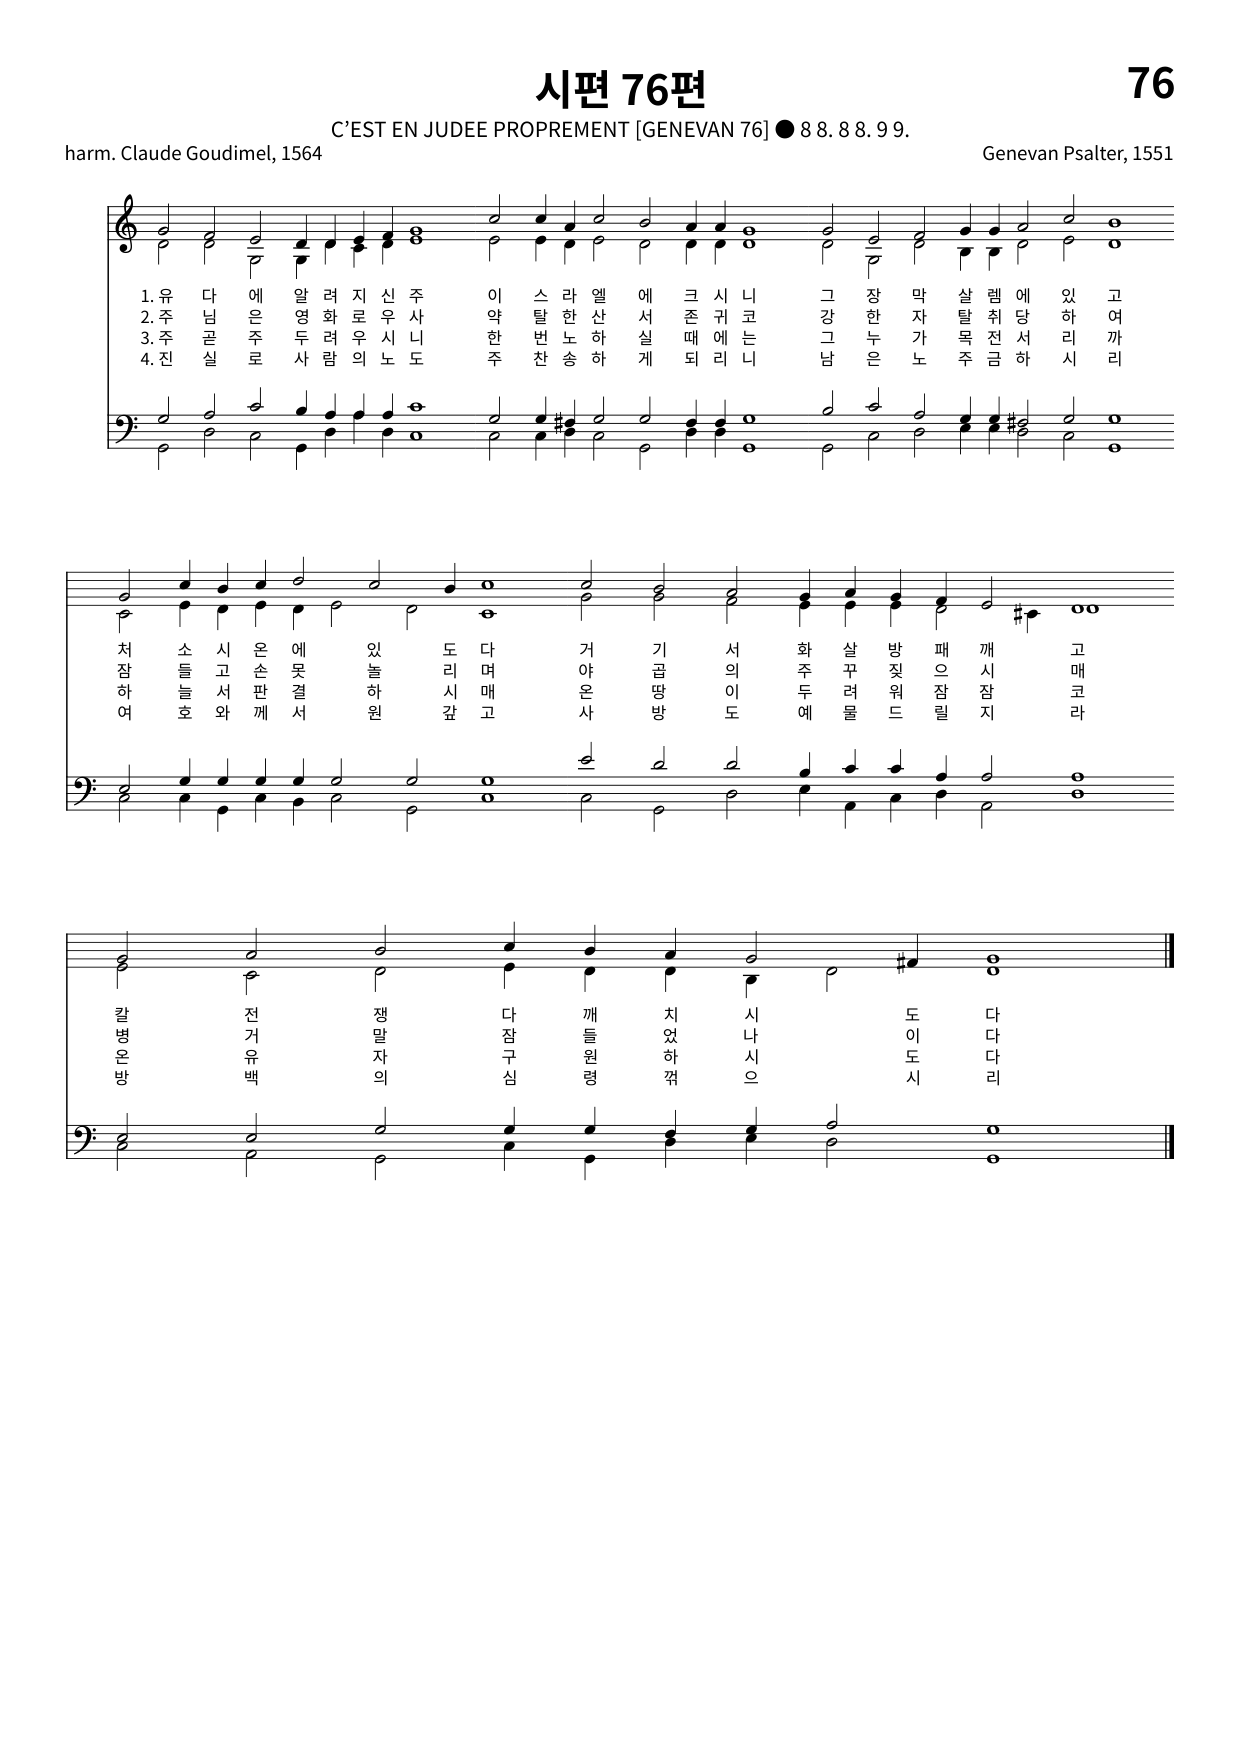 시편 76편
76
C’EST EN JUDEE PROPREMENT [GENEVAN 76] ● 8 8. 8 8. 9 9.
harm. Claude Goudimel, 1564
Genevan Psalter, 1551
1. 유 다 에 알 려 지 신 주 이 스 라 엘 에 크 시 니 그 장 막 살 렘 에 있 고
2. 주 님 은 영 화 로 우 사 약 탈 한 산 서 존 귀 코 강 한 자 탈 취 당 하 여
3. 주 곧 주 두 려 우 시 니 한 번 노 하 실 때 에 는 그 누 가 목 전 서 리 까
4. 진 실 로 사 람 의 노 도 주 찬 송 하 게 되 리 니 남 은 노 주 금 하 시 리
처 소 시 온 에 있 도 다 거 기 서 화 살 방 패 깨 고
잠 들 고 손 못 놀 리 며 야 곱 의 주 꾸 짖 으 시 매
하 늘 서 판 결 하 시 매 온 땅 이 두 려 워 잠 잠 코
여 호 와 께 서 원 갚 고 사 방 도 예 물 드 릴 지 라
칼 전 쟁 다 깨 치 시 도 다
병 거 말 잠 들 었 나 이 다
온 유 자 구 원 하 시 도 다
방 백 의 심 령 꺾 으 시 리